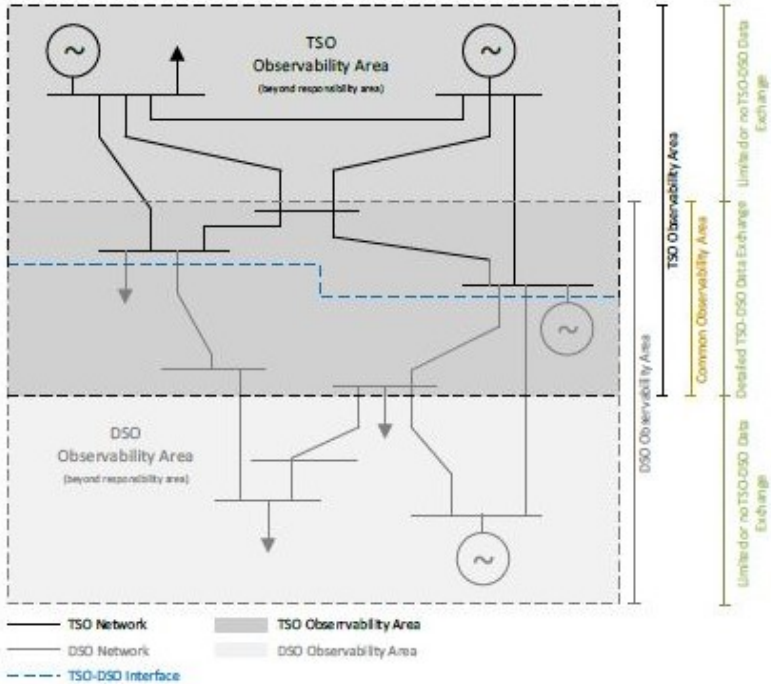 TSO
Observability Area
(beyond responsibility area)
DSO
Observability Area
(beyond responsibility area)
DSO Observability Area
TSO Observability Area
Common Observability Area
Limited or no TSO-DSO Data
Exchange
Detailed TSO-DSO Data Exchange
Limited or no TSO-DSO Data
Exchange
TSO Network
TSO Obserrvability Area
DSO Network
DSO Observability Area
TSO-DSO Interface